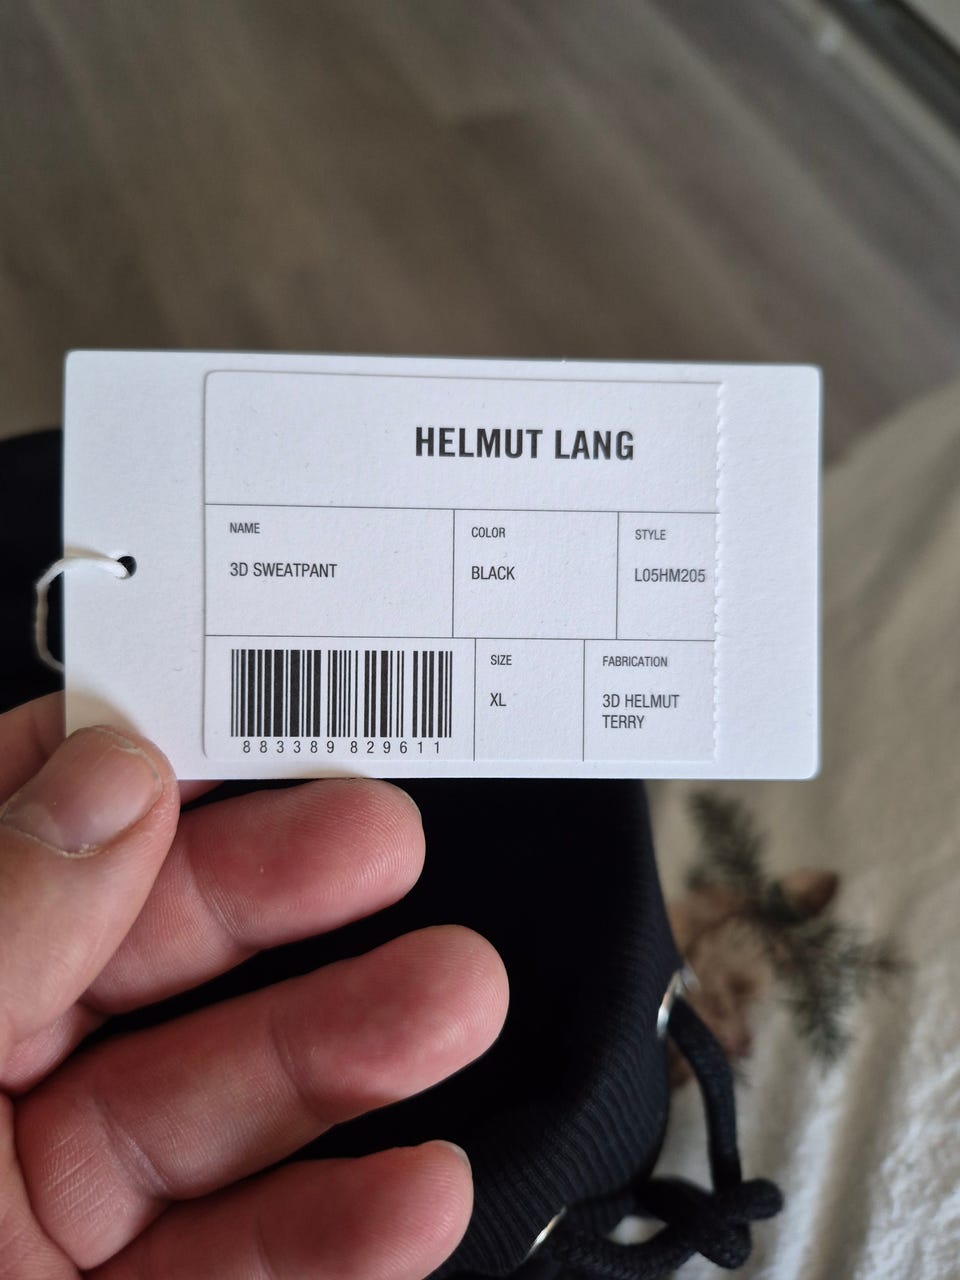 HELMUT LANG
NAME
3D SWEATPANT
COLOR
BLACK
STYLE
L05HM205
883389 829611
SIZE
XL
FABRICATION
3D HELMUT
TERRY